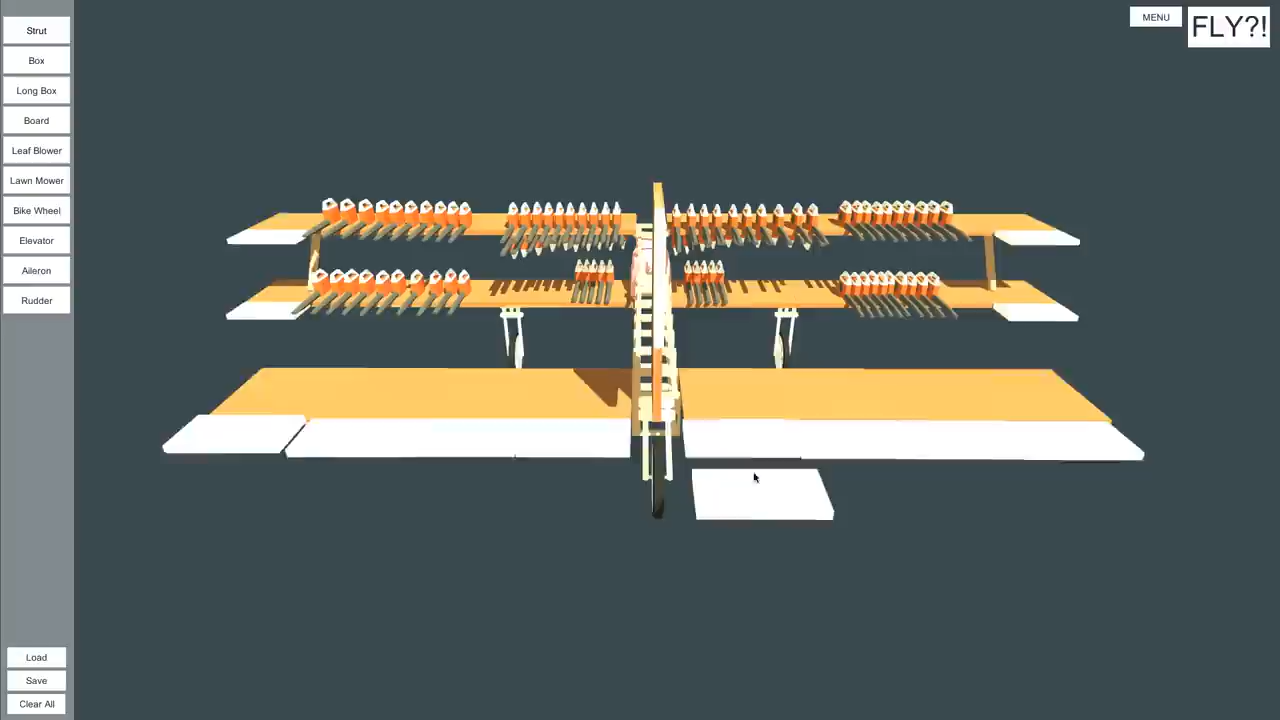 Strut
Box
Long Box
Board
Leaf Blower
Lawn Mower
Bike Wheel
Elevator
Aileron
Rudder
Load
Save
Clear All
MENU
FLY?!